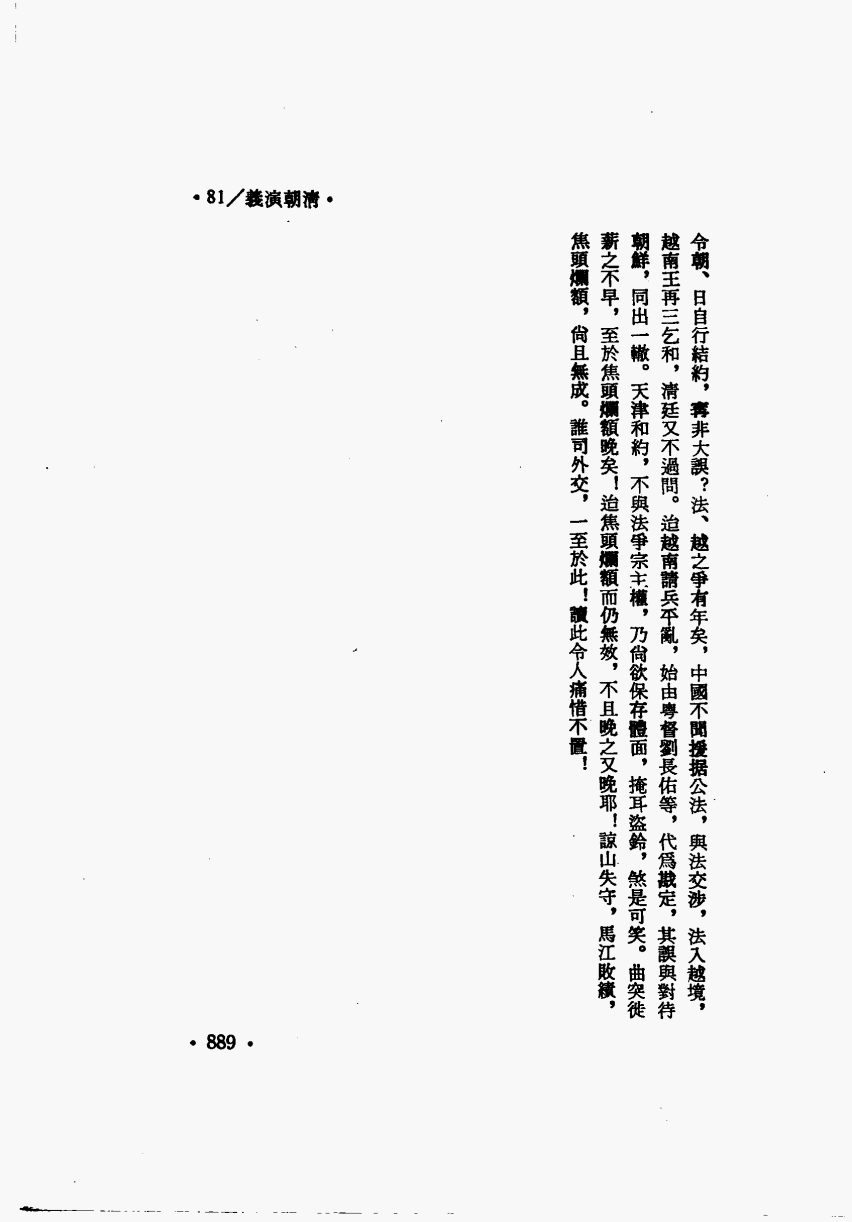 •81/義演朝清•
令朝、日自行結約，寗非大誤？法、越之爭有年矣，中國不聞援据公法，與法交涉，法入越境，
越南王再三乞和，清廷又不過問。迨越南請兵平亂，始由粵督劉長佑等，代爲戡定，其誤與對待
朝鮮，同出一轍。天津和約，不與法爭宗主權，乃尙欲保存體面，掩耳盜鈴，煞是可笑。曲突徙
薪之不早，至於焦頭爛額晚矣！迨焦頭爛額而仍無效，不且晚之又晚耶！諒山失守，馬江敗績，
焦頭爛額，尙且無成。誰司外交，一至於此！讀此令人痛惜不置！
•889•